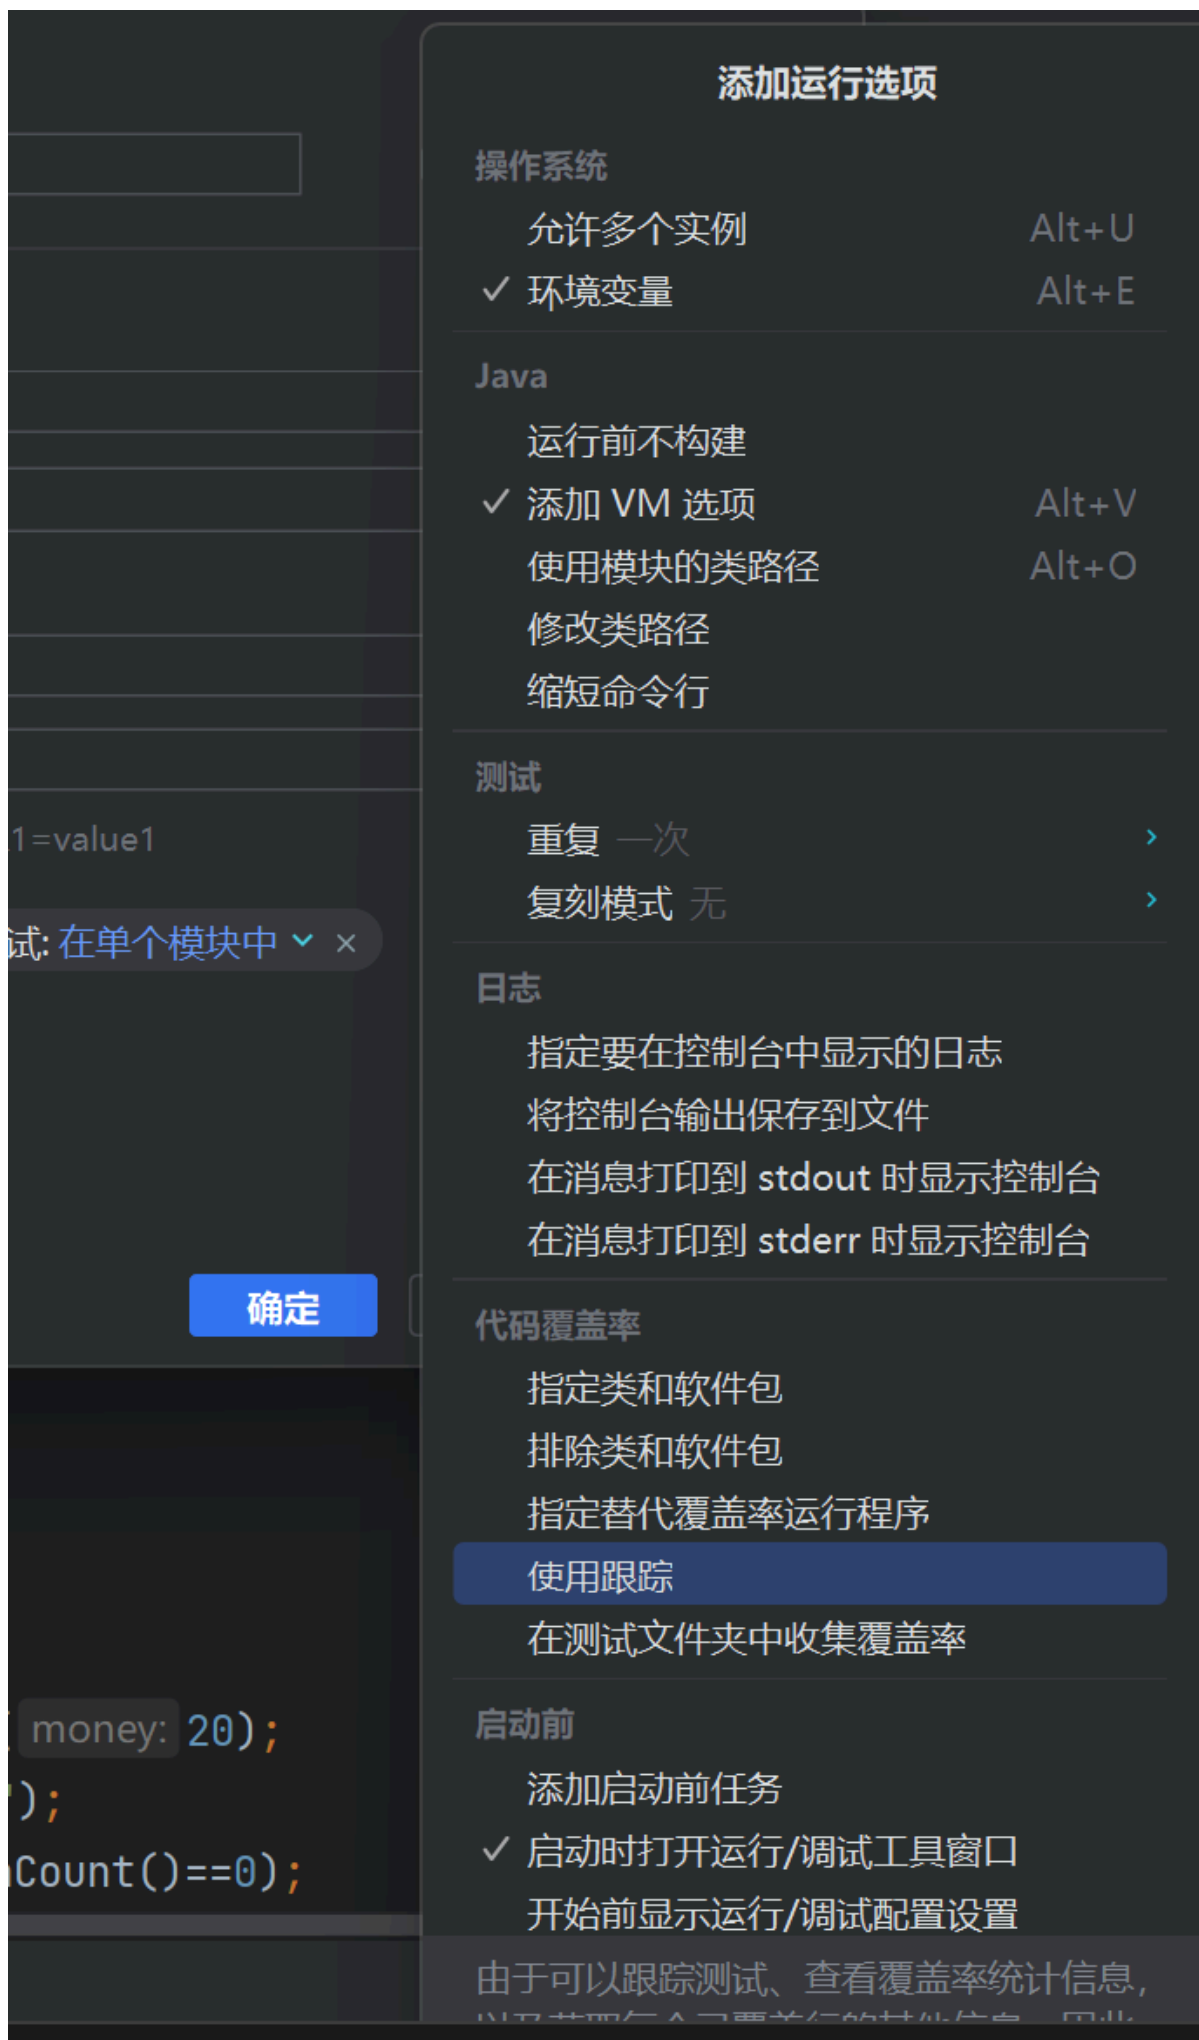 添加运行选项
操作系统
允许多个实例 Alt+U
环境变量 Alt+E
Java
运行前不构建
添加 VM 选项 Alt+V
使用模块的类路径 Alt+O
修改类路径
缩短命令行
测试
重复 一次
1=value1
复刻模式 无
试: 在单个模块中
日志
指定要在控制台中显示的日志
将控制台输出保存到文件
在消息打印到 stdout 时显示控制台
在消息打印到 stderr 时显示控制台
确定
代码覆盖率
指定类和软件包
排除类和软件包
指定替代覆盖率运行程序
使用跟踪
在测试文件夹中收集覆盖率
启动前
money: 20);
添加启动前任务
");
启动时打开运行/调试工具窗口
Count()==0);
开始前显示运行/调试配置设置
由于可以跟踪测试、查看覆盖率统计信息，